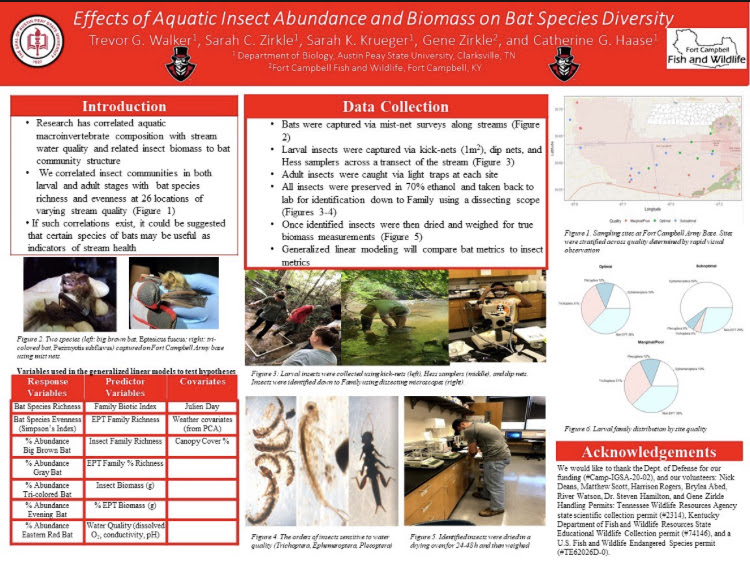 Effects of Aquatic Insect Abundance and Biomass on Bat Species Diversity
Trevor G. Walker1, Sarah C. Zirkle1, Sarah K. Krueger1, Gene Zirkle2, and Catherine G. Haase1
1 Department of Biology, Austin Peay State University, Clarksville, TN
2Fort Campbell Fish and Wildlife, Fort Campbell, KY
Fort Campbell
Fish and Wildlife
Introduction
• Research has correlated aquatic
macroinvertebrate composition with stream
water quality and related insect biomass to bat
community structure
• We correlated insect communities in both
larval and adult stages with bat species
richness and evenness at 26 locations of
varying stream quality (Figure 1)
• If such correlations exist, it could be suggested
that certain species of bats may be useful as
indicators of stream health
Figure 2. Two species (left: big brown bat, Eptesicus fuscus; right: tri-
colored bat, Perimyotis subflavus) captured on Fort Campbell Army base
using mist nets.
Variables used in the generalized linear models to test hypotheses
Response Variables Predictor Variables Covariates
Bat Species Richness Family Biotic Index Julien Day
Bat Species Evenness (Simpson's Index) EPT Family Richness Weather covariates (from PCA)
% Abundance Big Brown Bat Insect Family Richness Canopy Cover %
% Abundance Gray Bat EPT Family % Richness
% Abundance Tri-colored Bat Insect Biomass (g)
% Abundance Evening Bat % EPT Biomass (g)
% Abundance Eastern Red Bat Water Quality (dissolved O2, conductivity, pH)
Data Collection
• Bats were captured via mist-net surveys along streams (Figure
2)
• Larval insects were captured via kick-nets (1m2), dip nets, and
Hess samplers across a transect of the stream (Figure 3)
• Adult insects were caught via light traps at each site
• All insects were preserved in 70% ethanol and taken back to
lab for identification down to Family using a dissecting scope
(Figures 3-4)
• Once identified insects were then dried and weighed for true
biomass measurements (Figure 5)
• Generalized linear modeling will compare bat metrics to insect
metrics
Figure 3: Larval insects were collected using kick-nets (left), Hess samplers (middle), and dip-nets.
Insects were identified down to Family using dissecting microscopes (right).
Figure 4. The orders of insects sensitive to water
quality (Trichoptera, Ephemeroptera, Plecoptera)
Figure 5. Identified insects were dried in a
drying oven for 24-48 h and then weighed
Latitude
Longitude
Quality Marginal/Poor Optimal Suboptimal
Figure 1. Sampling sites at Fort Campbell Army Base. Sites
were stratified across quality determined by rapid visual
observation
Optimal
Suboptimal
Marginal/Poor
Figure 6. Larval family distribution by site quality
Acknowledgements
We would like to thank the Dept. of Defense for our
funding (#Camp-IGSA-20-02), and our volunteers: Nick
Deans, Matthew Scott, Harrison Rogers, Brylea Abed,
River Watson, Dr. Steven Hamilton, and Gene Zirkle
Handling Permits: Tennessee Wildlife Resources Agency
state scientific collection permit (#2314), Kentucky
Department of Fish and Wildlife Resources State
Educational Wildlife Collection permit (#74146), and a
U.S. Fish and Wildlife Endangered Species permit
(#TE62026D-0).